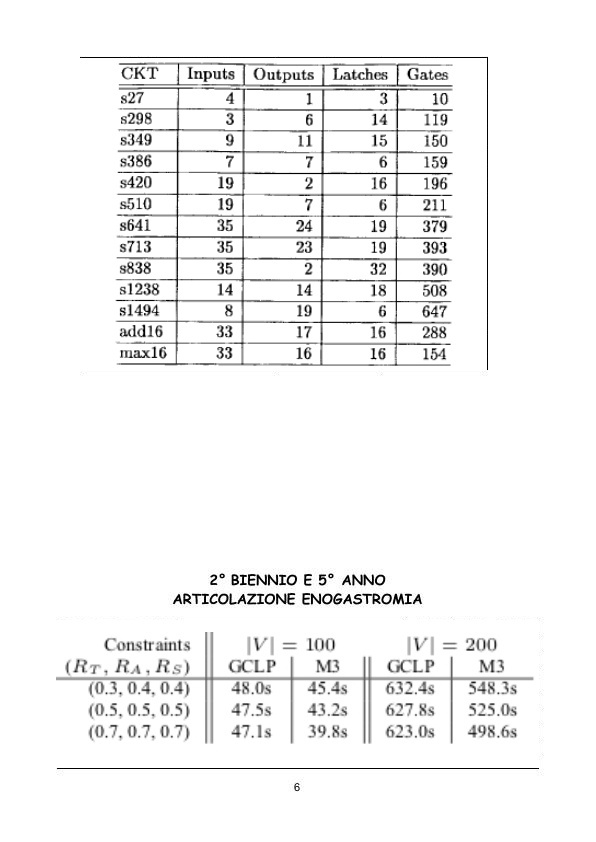 CKT Inputs Outputs Latches Gates
s27 4 1 3 10
s298 3 6 14 119
s349 9 11 15 150
s386 7 7 6 159
s420 19 2 16 196
s510 19 7 6 211
s641 35 24 19 379
s713 35 23 19 393
s838 35 2 32 390
s1238 14 14 18 508
s1494 8 19 6 647
add16 33 17 16 288
max16 33 16 16 154
2° BIENNIO E 5° ANNO
ARTICOLAZIONE ENOGASTROMIA
Constraints |V| = 100 |V| = 200
(R_T, R_A, R_S) GCLP M3 GCLP M3
(0.3, 0.4, 0.4) 48.0s 45.4s 632.4s 548.3s
(0.5, 0.5, 0.5) 47.5s 43.2s 627.8s 525.0s
(0.7, 0.7, 0.7) 47.1s 39.8s 623.0s 498.6s
6